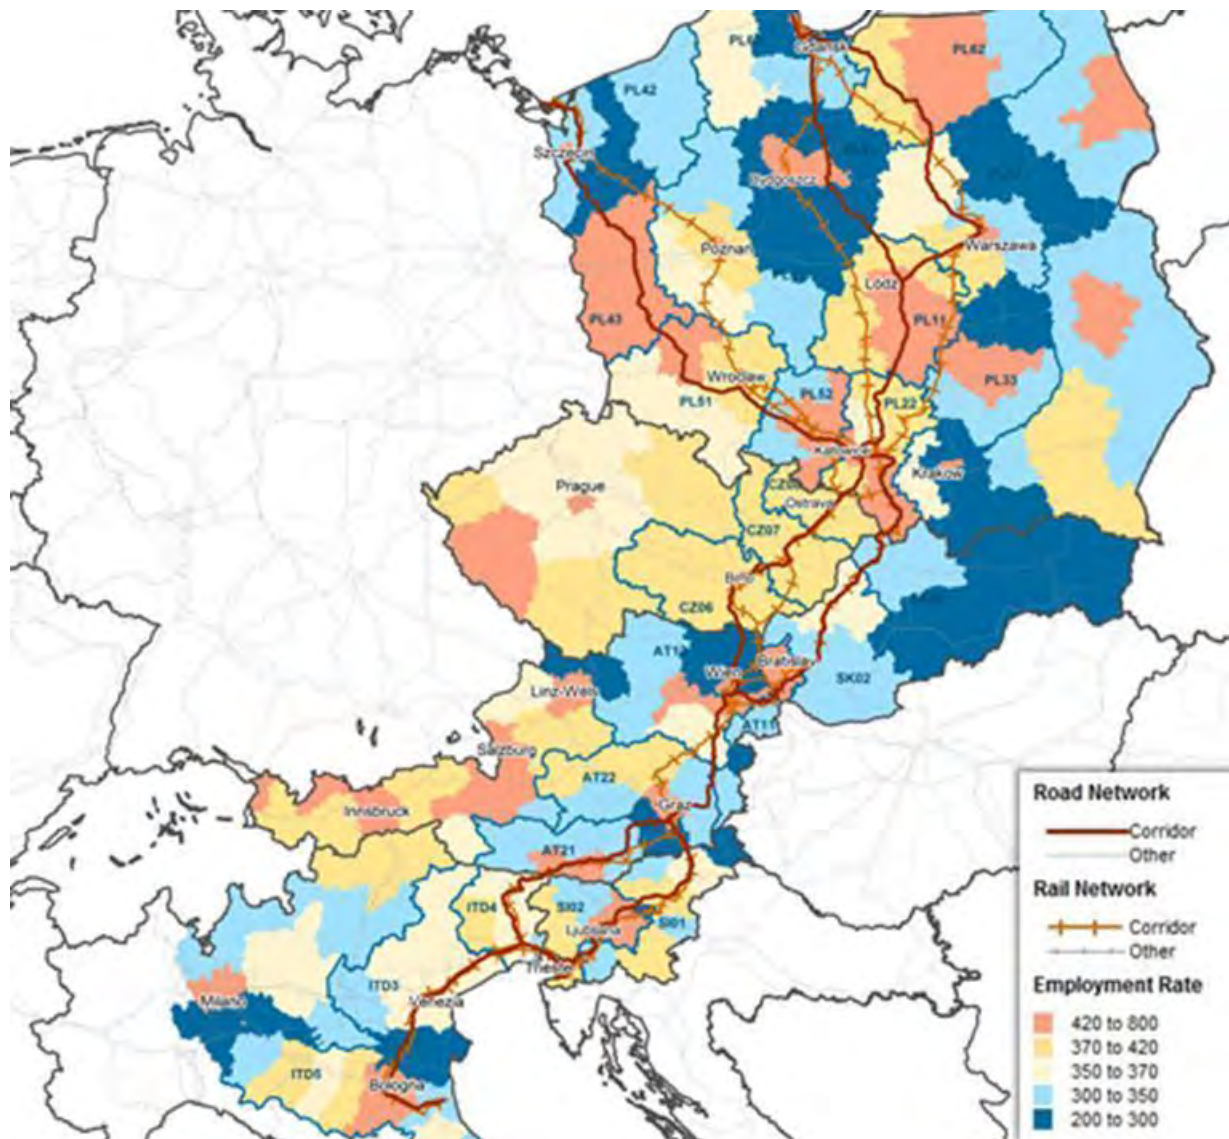 Gdańsk
PL62
PL42
Szczecin
Bydgoszcz
Poznań
Warszawa
Łódź
PL43
PL11
Wrocław
PL52
PL33
PL51
PL22
Katowice
Kraków
Prague
Ostrava
CZ07
Brno
CZ06
AT12
Wien
Bratislav
SK02
Linz-Wels
AT11
Salzburg
AT22
Innsbruck
Graz
AT21
ITD4
SI02
SI01
Ljubljana
Trieste
ITD3
Milano
Venezia
ITD5
Bologna
Road Network
Corridor
Other
Rail Network
Corridor
Other
Employment Rate
420 to 800
370 to 420
350 to 370
300 to 350
200 to 300